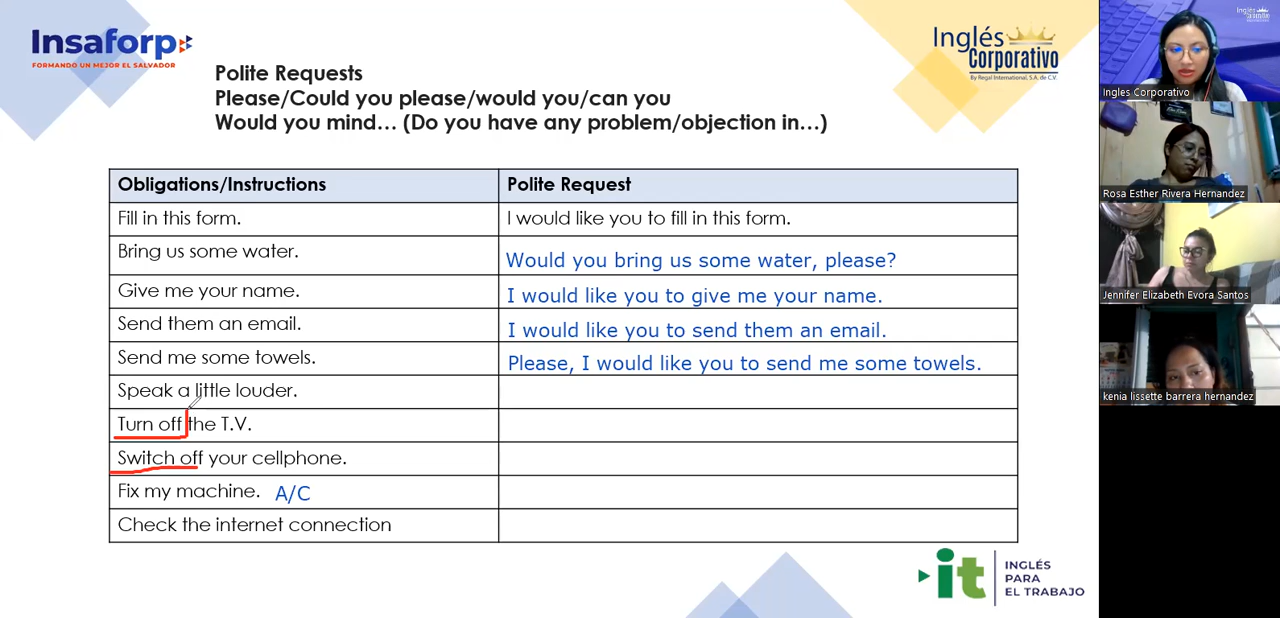 Insaforp
FORMANDO UN MEJOR EL SALVADOR
Inglés
Corporativo
By Regal International, S.A. de C.V.
Polite Requests
Please/Could you please/would you/can you
Would you mind... (Do you have any problem/objection in...)
Obligations/Instructions Polite Request
Fill in this form. I would like you to fill in this form.
Bring us some water. Would you bring us some water, please?
Give me your name. I would like you to give me your name.
Send them an email. I would like you to send them an email.
Send me some towels. Please, I would like you to send me some towels.
Speak a little louder.
Turn off the T.V.
Switch off your cellphone.
Fix my machine. A/C
Check the internet connection
it
INGLÉS
PARA
EL TRABAJO
Ingles Corporativo
Rosa Esther Rivera Hernandez
Jennifer Elizabeth Evora Santos
kenia lissette barrera hernandez